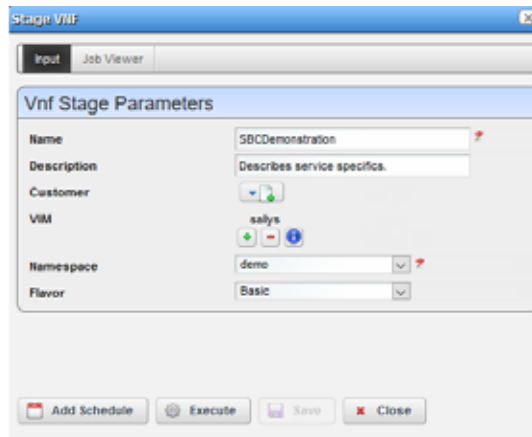 Stage VNF
Input Job Viewer
Vnf Stage Parameters
Name SBCDemonstration
Description Describes service specifics.
Customer
VIM salys
Namespace demo
Flavor Basic
Add Schedule Execute Save Close